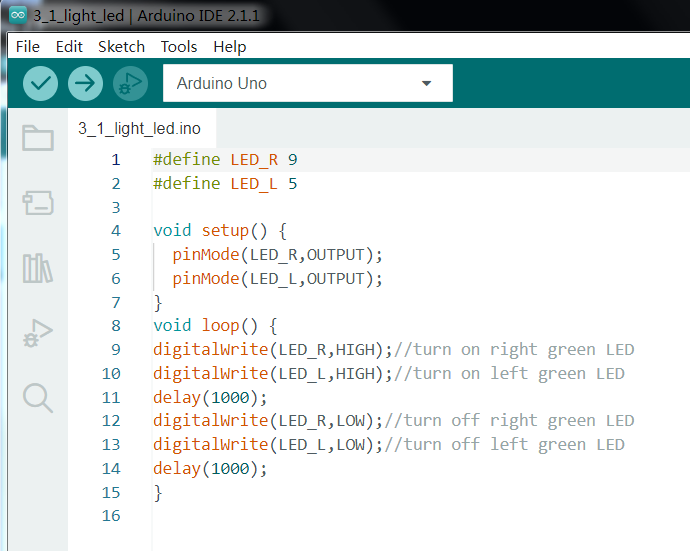 3_1_light_led | Arduino IDE 2.1.1
File Edit Sketch Tools Help
Arduino Uno
3_1_light_led.ino
1 #define LED_R 9
2 #define LED_L 5
3
4 void setup() {
5   pinMode(LED_R,OUTPUT);
6   pinMode(LED_L,OUTPUT);
7 }
8 void loop() {
9 digitalWrite(LED_R,HIGH);//turn on right green LED
10 digitalWrite(LED_L,HIGH);//turn on left green LED
11 delay(1000);
12 digitalWrite(LED_R,LOW);//turn off right green LED
13 digitalWrite(LED_L,LOW);//turn off left green LED
14 delay(1000);
15 }
16